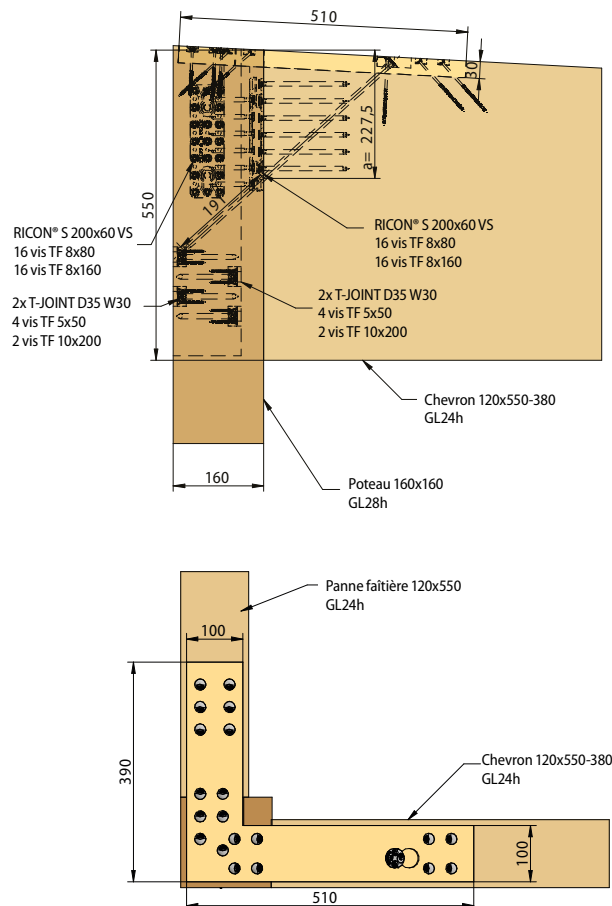 510
30
a= 227,5
550
191
RICON® S 200x60 VS
16 vis TF 8x80
16 vis TF 8x160
RICON® S 200x60 VS
16 vis TF 8x80
16 vis TF 8x160
2x T-JOINT D35 W30
4 vis TF 5x50
2 vis TF 10x200
2x T-JOINT D35 W30
4 vis TF 5x50
2 vis TF 10x200
Chevron 120x550-380
GL24h
160
Poteau 160x160
GL28h
Panne faîtière 120x550
GL24h
100
390
Chevron 120x550-380
GL24h
100
510